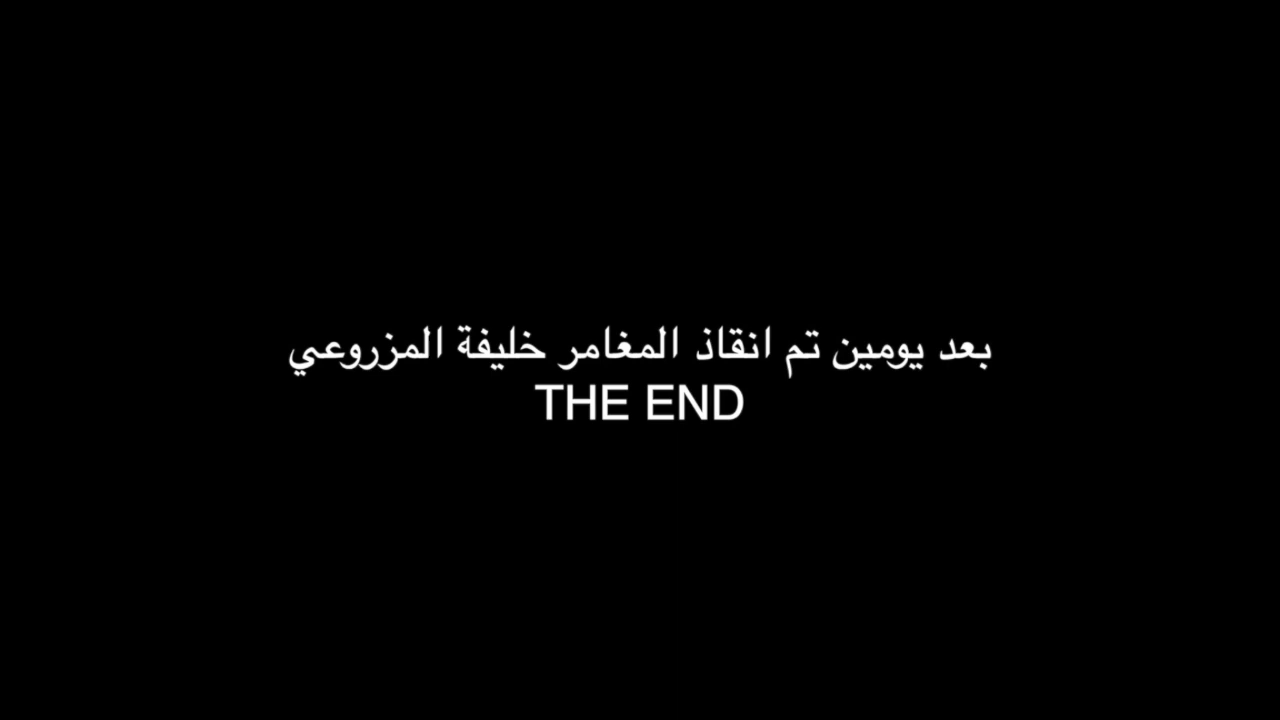 بعد يومين تم انقاذ المغامر خليفة المزروعي
THE END